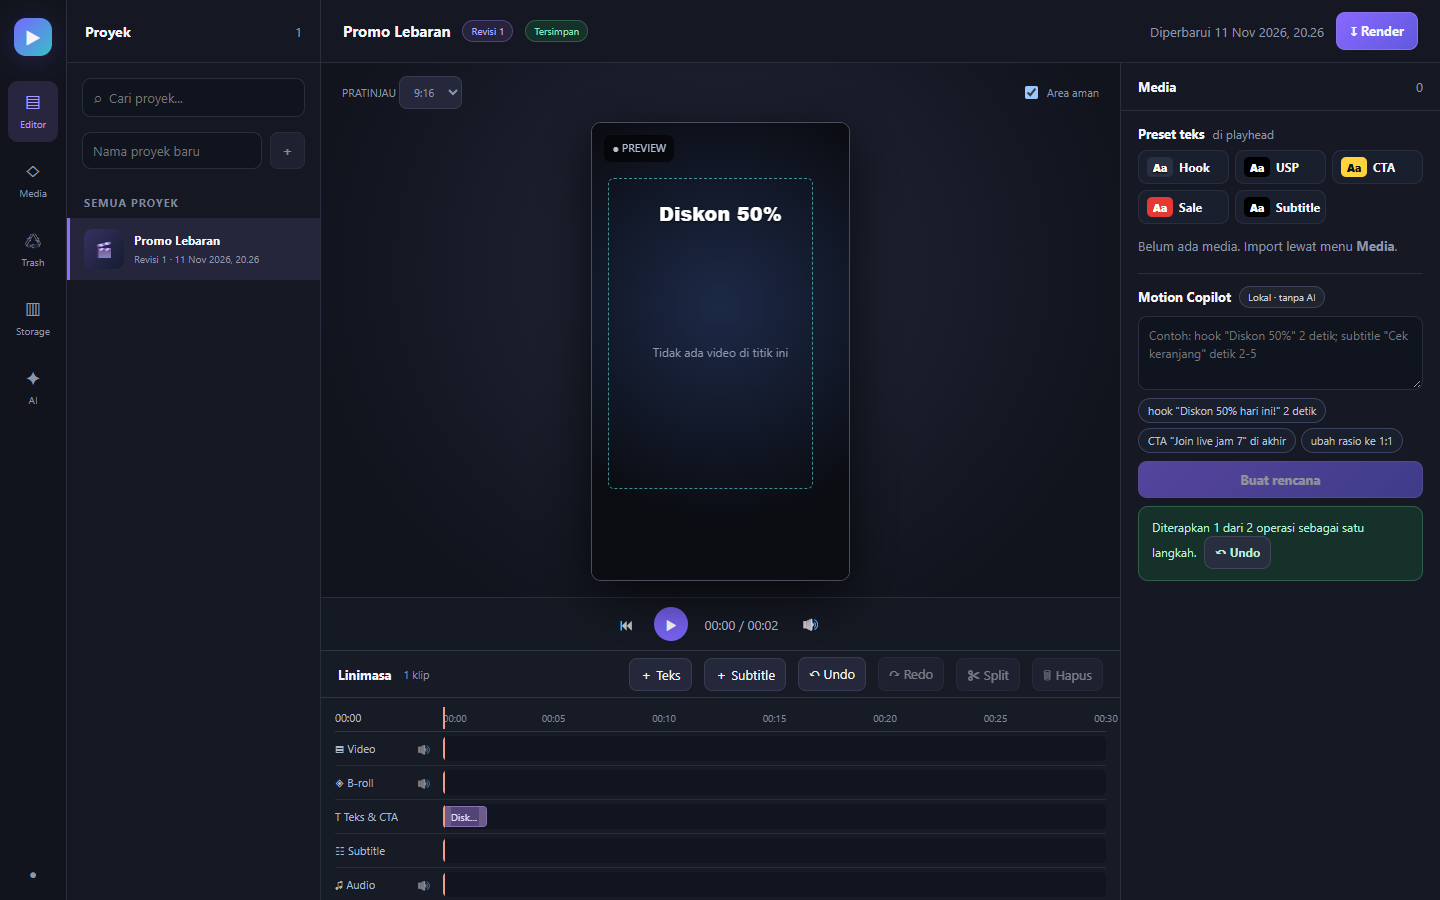 Editor
Media
Trash
Storage
AI
Proyek 1
Cari proyek...
Nama proyek baru
+
SEMUA PROYEK
Promo Lebaran
Revisi 1 · 11 Nov 2026, 20.26
Promo Lebaran Revisi 1 Tersimpan
Diperbarui 11 Nov 2026, 20.26
Render
PRATINJAU 9:16
Area aman
PREVIEW
Diskon 50%
Tidak ada video di titik ini
00:00 / 00:02
Linimasa 1 klip
+ Teks
+ Subtitle
Undo
Redo
Split
Hapus
00:00 00:00 00:05 00:10 00:15 00:20 00:25 00:30
Video
B-roll
T Teks & CTA
Disk...
Subtitle
Audio
Media 0
Preset teks di playhead
Aa Hook
Aa USP
Aa CTA
Aa Sale
Aa Subtitle
Belum ada media. Import lewat menu Media.
Motion Copilot Lokal · tanpa AI
Contoh: hook "Diskon 50%" 2 detik; subtitle "Cek
keranjang" detik 2-5
hook "Diskon 50% hari ini!" 2 detik
CTA "Join live jam 7" di akhir
ubah rasio ke 1:1
Buat rencana
Diterapkan 1 dari 2 operasi sebagai satu
langkah. Undo